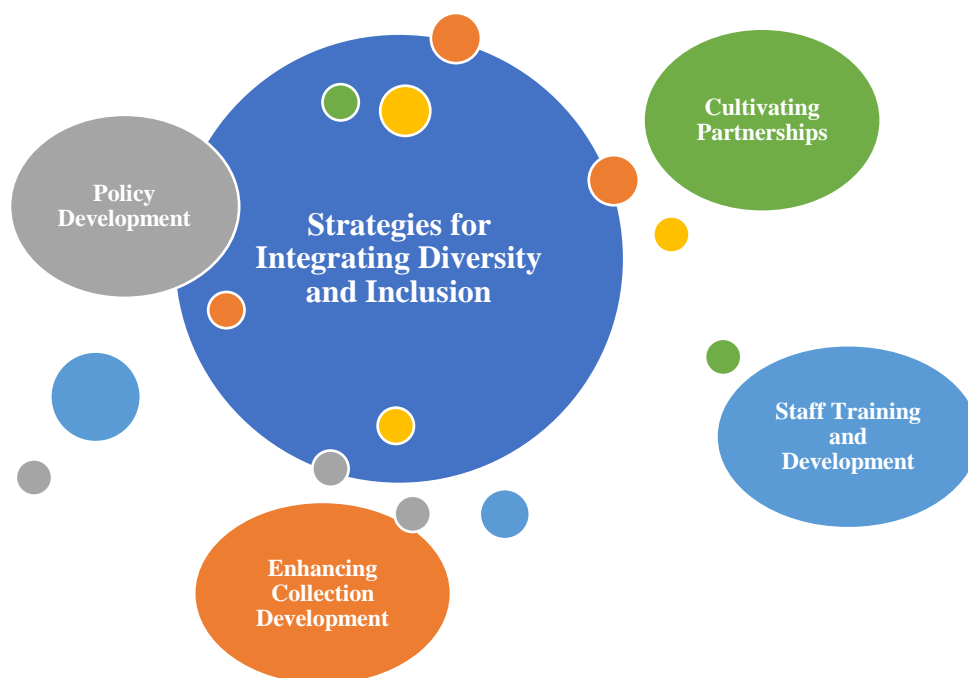 Cultivating
Partnerships
Policy
Development
Strategies for
Integrating Diversity
and Inclusion
Staff Training
and
Development
Enhancing
Collection
Development